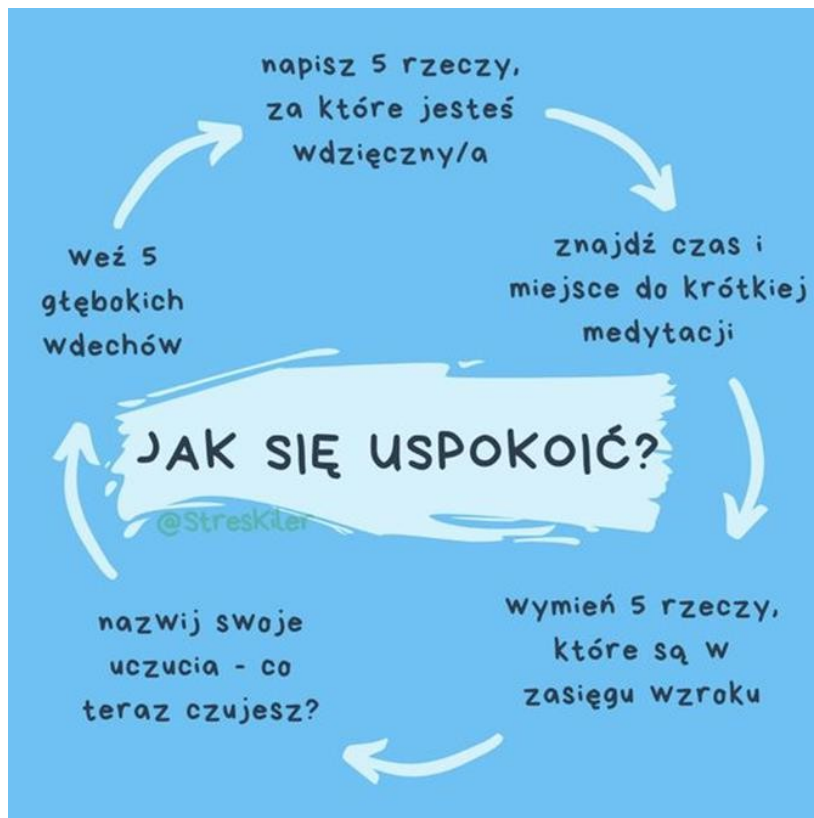 napisz 5 rzeczy,
za które jesteś
wdzięczny/a
znajdź czas i
miejsce do krótkiej
medytacji
wymień 5 rzeczy,
które są w
zasięgu wzroku
nazwij swoje
uczucia - co
teraz czujesz?
weź 5
głębokich
wdechów
JAK SIĘ USPOKOIĆ?
@StresKiler